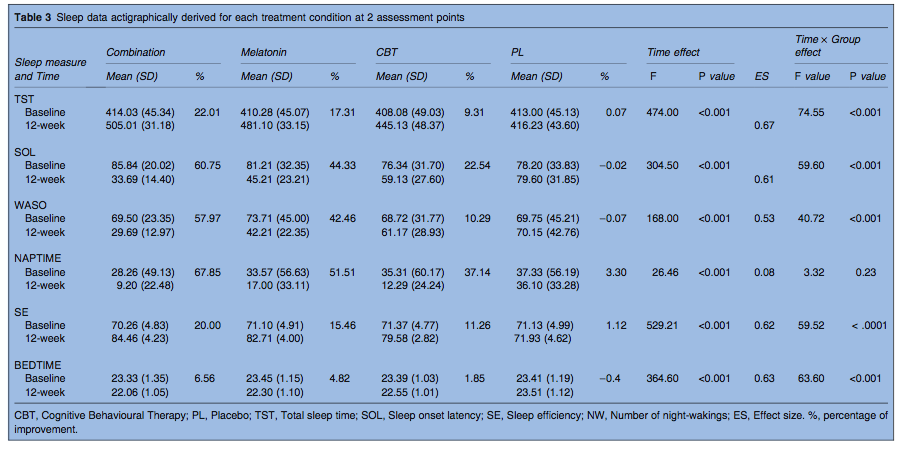 Table 3 Sleep data actigraphically derived for each treatment condition at 2 assessment points
Sleep measure and Time Combination Melatonin CBT PL Time effect Time × Group effect
Mean (SD) % Mean (SD) % Mean (SD) % Mean (SD) % F P value ES F value P value
TST
Baseline 414.03 (45.34) 22.01 410.28 (45.07) 17.31 408.08 (49.03) 9.31 413.00 (45.13) 0.07 474.00 <0.001 74.55 <0.001
12-week 505.01 (31.18) 481.10 (33.15) 445.13 (48.37) 416.23 (43.60) 0.67
SOL
Baseline 85.84 (20.02) 60.75 81.21 (32.35) 44.33 76.34 (31.70) 22.54 78.20 (33.83) −0.02 304.50 <0.001 59.60 <0.001
12-week 33.69 (14.40) 45.21 (23.21) 59.13 (27.60) 79.60 (31.85) 0.61
WASO
Baseline 69.50 (23.35) 57.97 73.71 (45.00) 42.46 68.72 (31.77) 10.29 69.75 (45.21) −0.07 168.00 <0.001 0.53 40.72 <0.001
12-week 29.69 (12.97) 42.21 (22.35) 61.17 (28.93) 70.15 (42.76)
NAPTIME
Baseline 28.26 (49.13) 67.85 33.57 (56.63) 51.51 35.31 (60.17) 37.14 37.33 (56.19) 3.30 26.46 <0.001 0.08 3.32 0.23
12-week 9.20 (22.48) 17.00 (33.11) 12.29 (24.24) 36.10 (33.28)
SE
Baseline 70.26 (4.83) 20.00 71.10 (4.91) 15.46 71.37 (4.77) 11.26 71.13 (4.99) 1.12 529.21 <0.001 0.62 59.52 < .0001
12-week 84.46 (4.23) 82.71 (4.00) 79.58 (2.82) 71.93 (4.62)
BEDTIME
Baseline 23.33 (1.35) 6.56 23.45 (1.15) 4.82 23.39 (1.03) 1.85 23.41 (1.19) −0.4 364.60 <0.001 0.63 63.60 <0.001
12-week 22.06 (1.05) 22.30 (1.10) 22.55 (1.01) 23.51 (1.12)
CBT, Cognitive Behavioural Therapy; PL, Placebo; TST, Total sleep time; SOL, Sleep onset latency; SE, Sleep efficiency; NW, Number of night-wakings; ES, Effect size. %, percentage of
improvement.